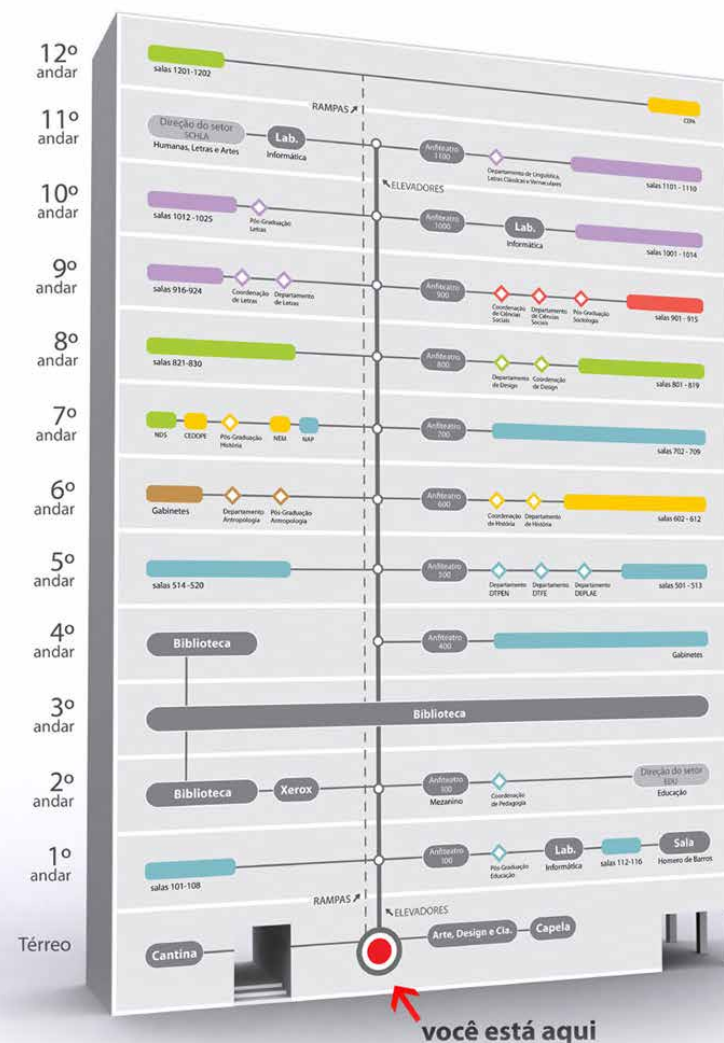 12º
andar
salas 1201-1202
CEPA
RAMPAS
11º
andar
Direção do setor
SCHLA
Humanas, Letras e Artes
Lab.
Informática
Anfiteatro
1100
Departamento de Linguística,
Letras Clássicas e Vernaculares
salas 1101 - 1110
ELEVADORES
10º
andar
salas 1012 -1025
Pós-Graduação
Letras
Anfiteatro
1000
Lab.
Informática
salas 1001 - 1014
9º
andar
salas 916-924
Coordenação
de Letras
Departamento
de Letras
Anfiteatro
900
Coordenação
de Ciências
Sociais
Departamento
de Ciências
Sociais
Pós-Graduação
Sociologia
salas 901 - 915
8º
andar
salas 821-830
Anfiteatro
800
Departamento
de Design
Coordenação
de Design
salas 801 - 819
7º
andar
NDS
CEDOPE
Pós-Graduação
História
NEM
NAP
Anfiteatro
700
salas 702 - 709
6º
andar
Gabinetes
Departamento
Antropologia
Pós-Graduação
Antropologia
Anfiteatro
600
Coordenação
de História
Departamento
de História
salas 602 - 612
5º
andar
salas 514 -520
Anfiteatro
500
Departamento
DTPEN
Departamento
DTFE
Departamento
DEPLAE
salas 501 - 513
4º
andar
Biblioteca
Anfiteatro
400
Gabinetes
3º
andar
Biblioteca
2º
andar
Biblioteca
Xerox
Anfiteatro
100
Mezanino
Coordenação
de Pedagogia
Direção do setor
EDU
Educação
1º
andar
salas 101-108
Anfiteatro
100
Pós-Graduação
Educação
Lab.
Informática
salas 112-116
Sala
Homero de Barros
RAMPAS
ELEVADORES
Térreo
Cantina
Arte, Design e Cia.
Capela
você está aqui